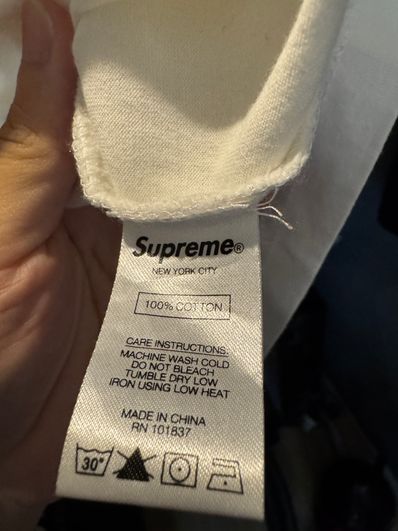 Supreme®
NEW YORK CITY
100% COTTON
CARE INSTRUCTIONS:
MACHINE WASH COLD
DO NOT BLEACH
TUMBLE DRY LOW
IRON USING LOW HEAT
MADE IN CHINA
RN 101837
30°